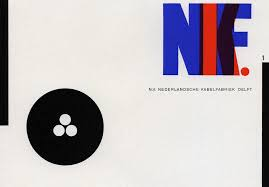 NKF.
1
N.V. NEDERLANDSCHE KABELFABRIEK DELFT